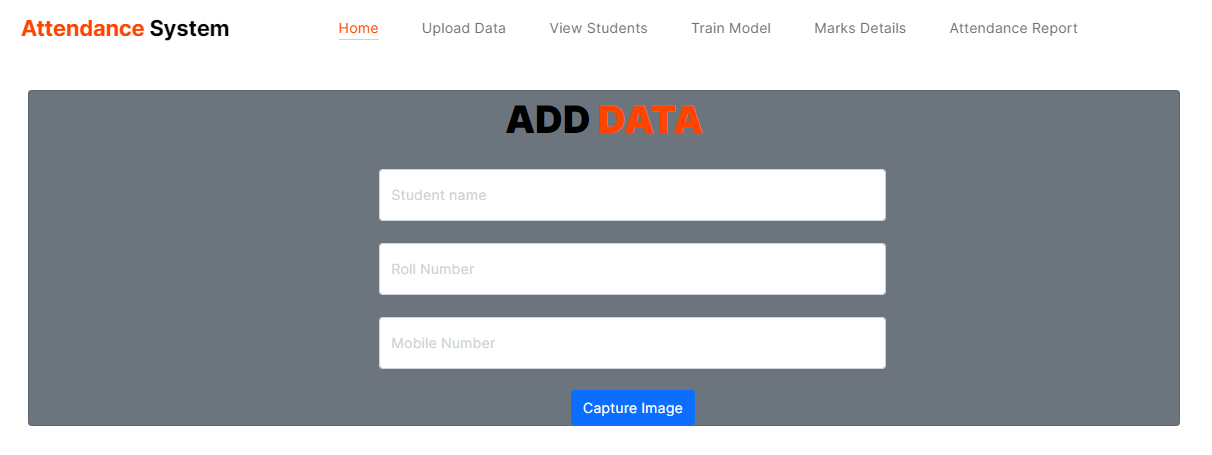 Attendance System Home Upload Data View Students Train Model Marks Details Attendance Report
ADD DATA
Student name
Roll Number
Mobile Number
Capture Image